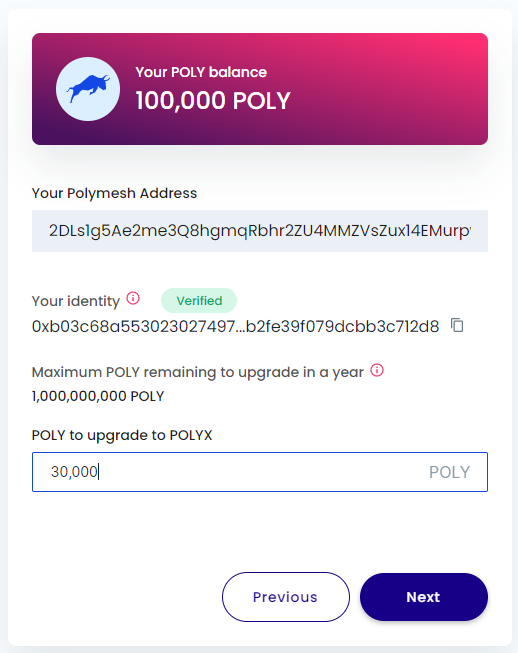 Your POLY balance
100,000 POLY
Your Polymesh Address
2DLs1g5Ae2me3Q8hgmqRbhr2ZU4MMZVsZux14EMurp
Your identity Verified
0xb03c68a553023027497...b2fe39f079dcbb3c712d8
Maximum POLY remaining to upgrade in a year
1,000,000,000 POLY
POLY to upgrade to POLYX
30,000 POLY
Previous Next